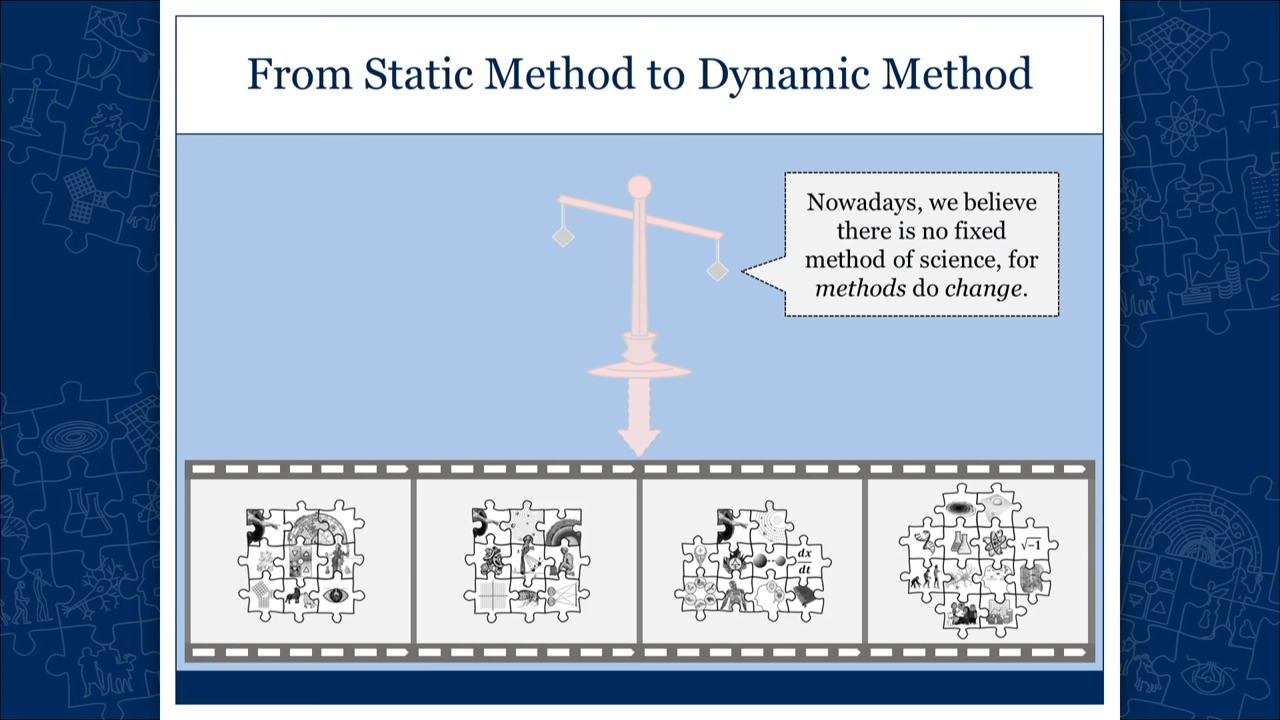 From Static Method to Dynamic Method
Nowadays, we believe
there is no fixed
method of science, for
methods do change.
dx
dt
√-1
√-1